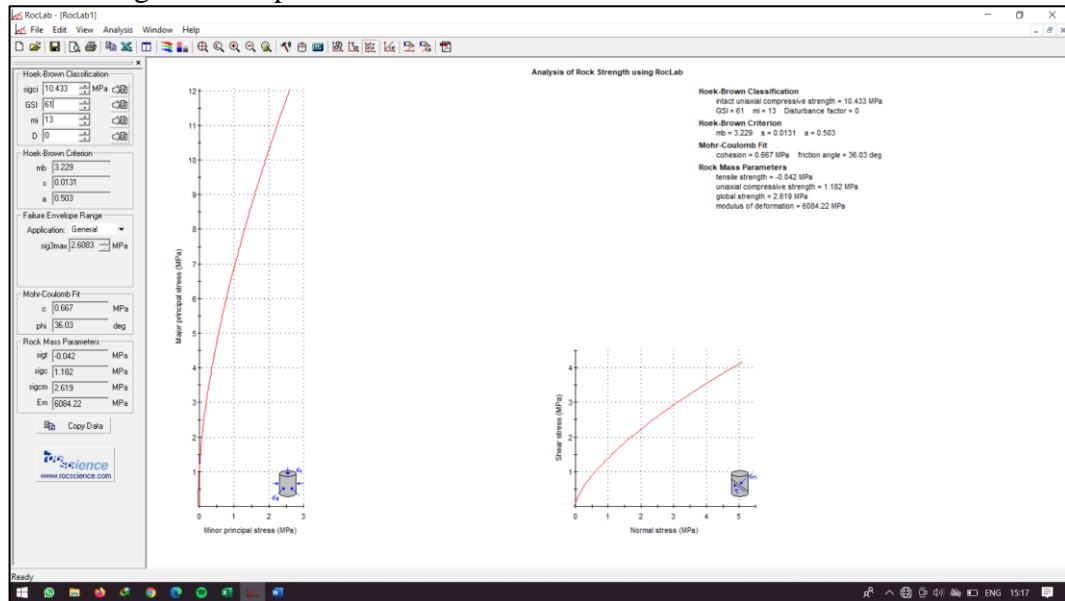 RocLab - [RocLab1]
File Edit View Analysis Window Help
Hoek-Brown Classification
sigci 10.433 MPa
GSI 61
mi 13
D 0
Hoek-Brown Criterion
mb 3.229
s 0.0131
a 0.503
Failure Envelope Range
Application: General
sig3max 2.6083 MPa
Mohr-Coulomb Fit
c 0.667 MPa
phi 36.03 deg
Rock Mass Parameters
sigt -0.042 MPa
sigc 1.182 MPa
sigcm 2.619 MPa
Em 6084.22 MPa
Copy Data
rocscience
www.rocscience.com
Analysis of Rock Strength using RocLab
Hoek-Brown Classification
intact uniaxial compressive strength = 10.433 MPa
GSI = 61 mi = 13 Disturbance factor = 0
Hoek-Brown Criterion
mb = 3.229 s = 0.0131 a = 0.503
Mohr-Coulomb Fit
cohesion = 0.667 MPa friction angle = 36.03 deg
Rock Mass Parameters
tensile strength = -0.042 MPa
uniaxial compressive strength = 1.182 MPa
global strength = 2.619 MPa
modulus of deformation = 6084.22 MPa
Major principal stress (MPa)
12
11
10
9
8
7
6
5
4
3
2
1
0 1 2 3
Minor principal stress (MPa)
Shear stress (MPa)
4
3
2
1
0 1 2 3 4 5
Normal stress (MPa)
Ready
ENG 15:17